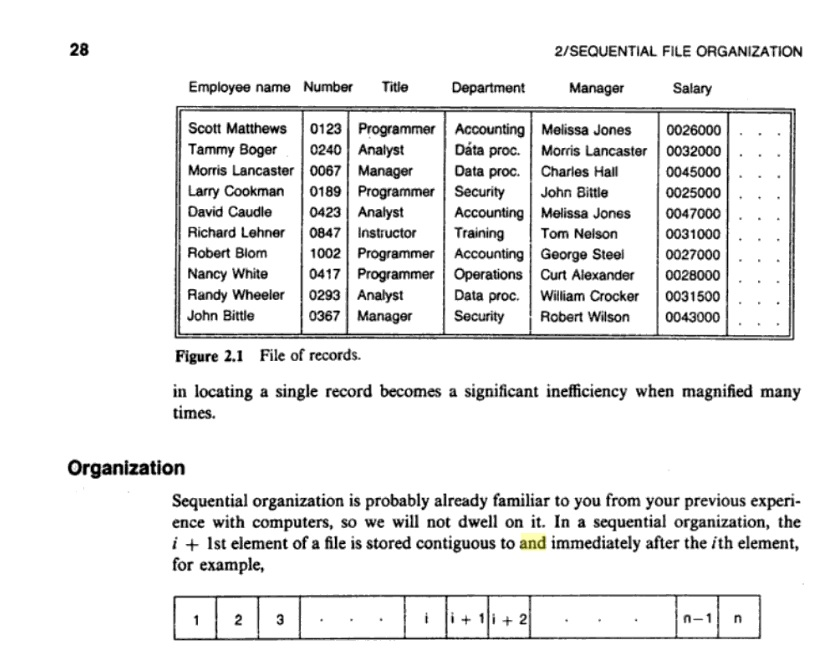 28 2/SEQUENTIAL FILE ORGANIZATION
Employee name Number Title Department Manager Salary
Scott Matthews 0123 Programmer Accounting Melissa Jones 0026000 . . .
Tammy Boger 0240 Analyst Data proc. Morris Lancaster 0032000 . . .
Morris Lancaster 0067 Manager Data proc. Charles Hall 0045000 . . .
Larry Cookman 0189 Programmer Security John Bittle 0025000 . . .
David Caudle 0423 Analyst Accounting Melissa Jones 0047000 . . .
Richard Lehner 0847 Instructor Training Tom Nelson 0031000 . . .
Robert Blom 1002 Programmer Accounting George Steel 0027000 . . .
Nancy White 0417 Programmer Operations Curt Alexander 0028000 . . .
Randy Wheeler 0293 Analyst Data proc. William Crocker 0031500 . . .
John Bittle 0367 Manager Security Robert Wilson 0043000 . . .
Figure 2.1 File of records.
in locating a single record becomes a significant inefficiency when magnified many
times.
Organization
Sequential organization is probably already familiar to you from your previous experi-
ence with computers, so we will not dwell on it. In a sequential organization, the
i + 1st element of a file is stored contiguous to and immediately after the ith element,
for example,
1 2 3 . . . i i + 1 i + 2 . . . n-1 n